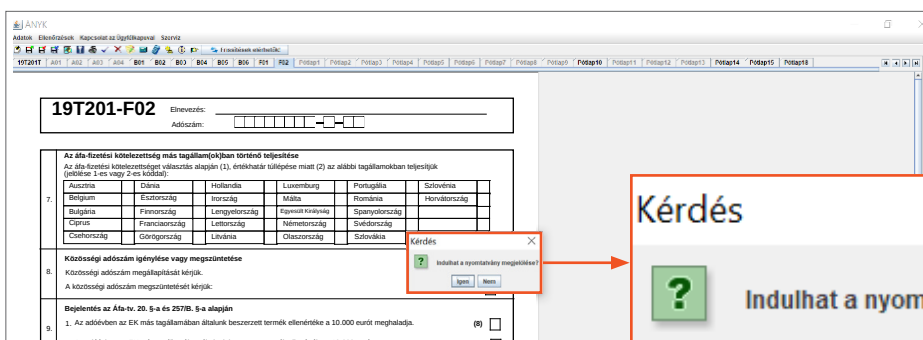 ANYK
Adatok Ellenőrzések Kapcsolat az Ügyfélkapuval Szerviz
Frissítések elérhetők:
19T201T A01 A02 A03 A04 B01 B02 B03 B04 B05 B06 F01 F02 Pótlap1 Pótlap2 Pótlap3 Pótlap4 Pótlap5 Pótlap6 Pótlap7 Pótlap8 Pótlap9 Pótlap10 Pótlap11 Pótlap12 Pótlap13 Pótlap14 Pótlap15 Pótlap18
19T201-F02 Elnevezés:
Adószám:
Az áfa-fizetési kötelezettség más tagállam(ok)ban történő teljesítése
Az áfa-fizetési kötelezettséget választás alapján (1), értékhatár túllépése miatt (2) az alábbi tagállamokban teljesítjük
(jelölése 1-es vagy 2-es kóddal):
Ausztria Dánia Hollandia Luxemburg Portugália Szlovénia
7. Belgium Észtország Írország Málta Románia Horvátország
Bulgária Finnország Lengyelország Egyesült Királyság Spanyolország
Ciprus Franciaország Lettország Németország Svédország
Csehország Görögország Litvánia Olaszország Szlovákia
Kérdés
Indulhat a nyomtatvány megjelölése?
Igen Nem
Közösségi adószám igénylése vagy megszüntetése
8. Közösségi adószám megállapítását kérjük.
A közösségi adószám megszüntetését kérjük:
Bejelentés az Áfa-tv. 20. §-a és 257/B. §-a alapján
9. 1. Az adóévben az EK más tagállamában általunk beszerzett termék ellenértéke a 10.000 eurót meghaladja. (8)
Kérdés
? Indulhat a nyom